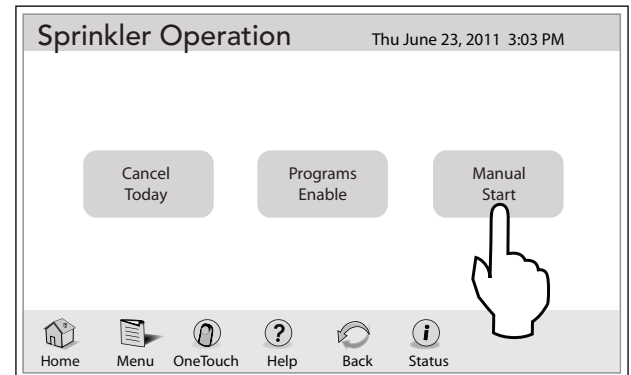 Sprinkler Operation
Thu June 23, 2011 3:03 PM
Cancel
Today
Programs
Enable
Manual
Start
?
i
Home
Menu
OneTouch
Help
Back
Status